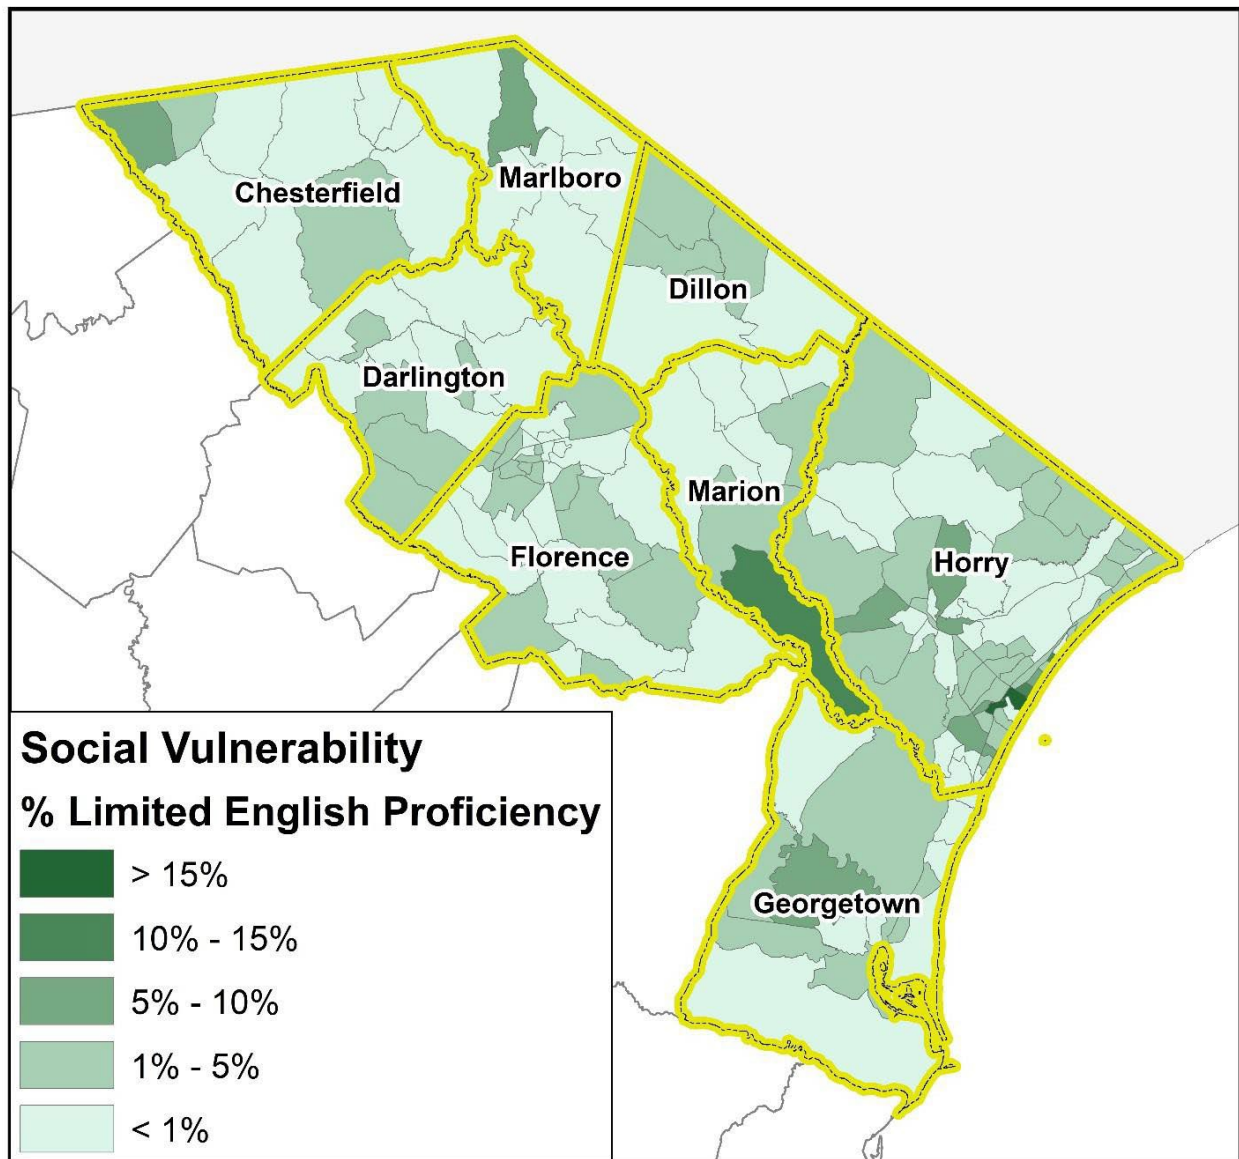 Chesterfield
Marlboro
Dillon
Darlington
Marion
Florence
Horry
Georgetown
Social Vulnerability
% Limited English Proficiency
> 15%
10% - 15%
5% - 10%
1% - 5%
< 1%